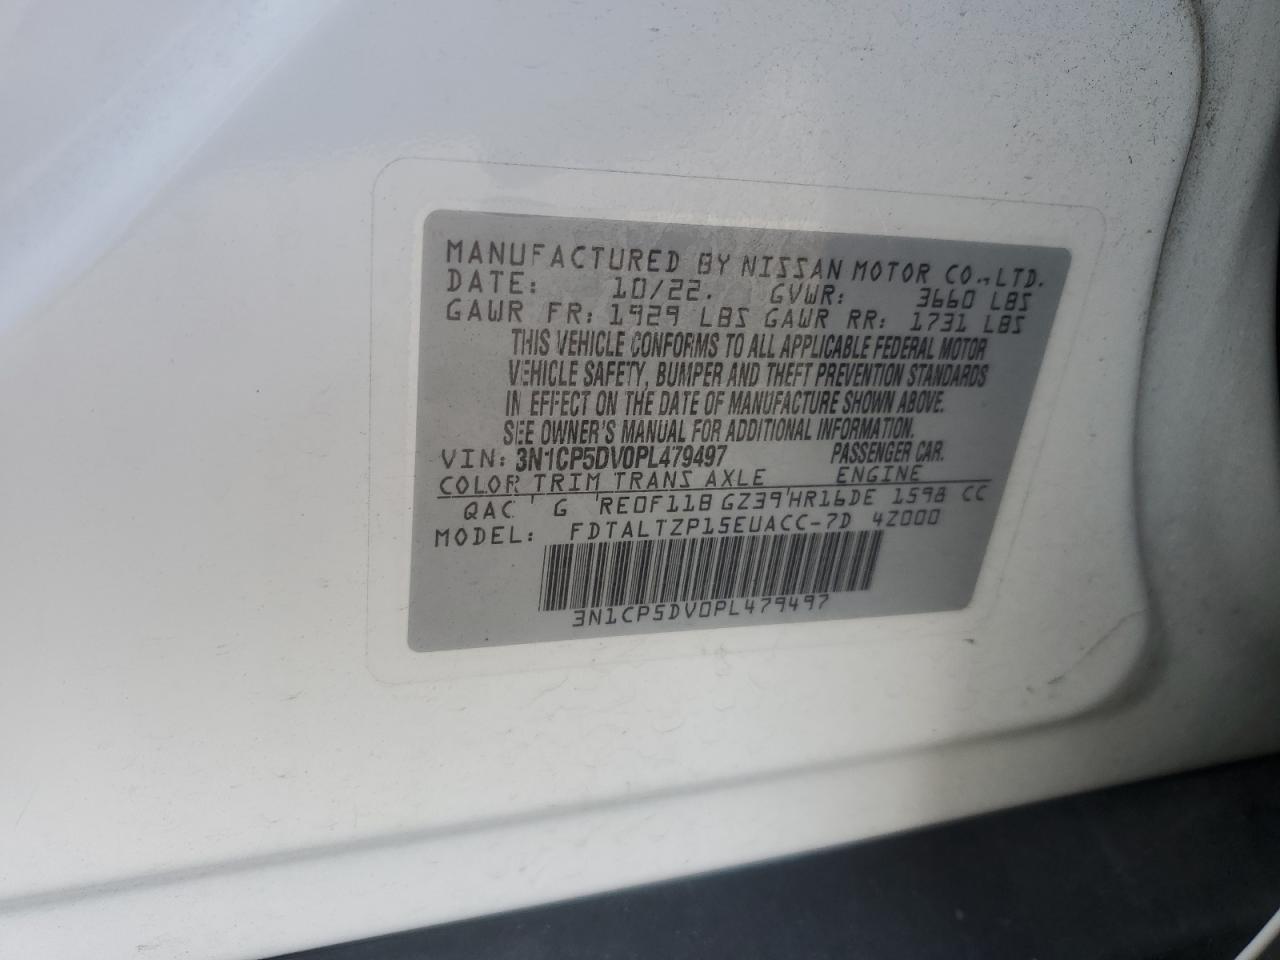 MANUFACTURED BY NISSAN MOTOR CO.,LTD.
DATE: 10/22. GVWR: 3660 LBS
GAWR FR: 1929 LBS GAWR RR: 1731 LBS
THIS VEHICLE CONFORMS TO ALL APPLICABLE FEDERAL MOTOR
VEHICLE SAFETY, BUMPER AND THEFT PREVENTION STANDARDS
IN EFFECT ON THE DATE OF MANUFACTURE SHOWN ABOVE.
SEE OWNER'S MANUAL FOR ADDITIONAL INFORMATION.
VIN: 3N1CP5DV0PL479497 PASSENGER CAR.
COLOR TRIM TRANS AXLE ENGINE
QAC ' G 'RE0F11B GZ39'HR16DE 1598 CC
MODEL: FDTALTZP15EUACC-7D 4Z000
3N1CP5DV0PL479497